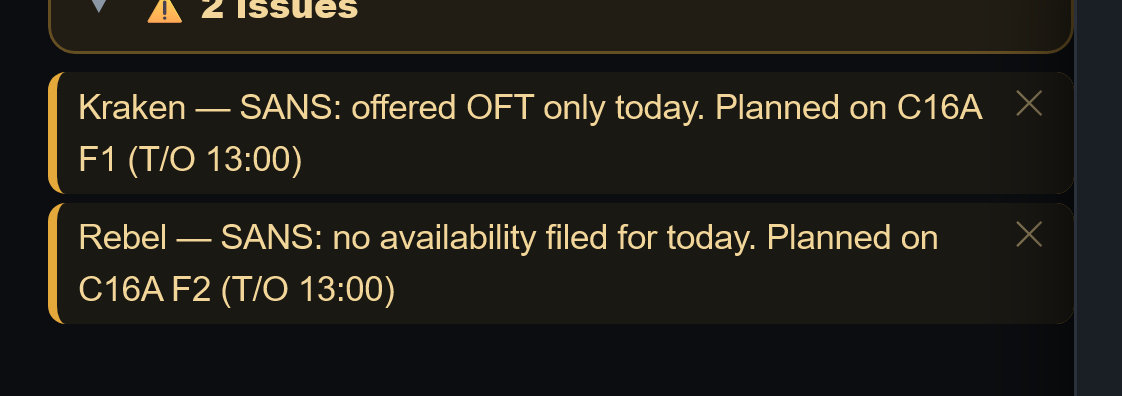 2 Issues
Kraken — SANS: offered OFT only today. Planned on C16A
F1 (T/O 13:00)
Rebel — SANS: no availability filed for today. Planned on
C16A F2 (T/O 13:00)